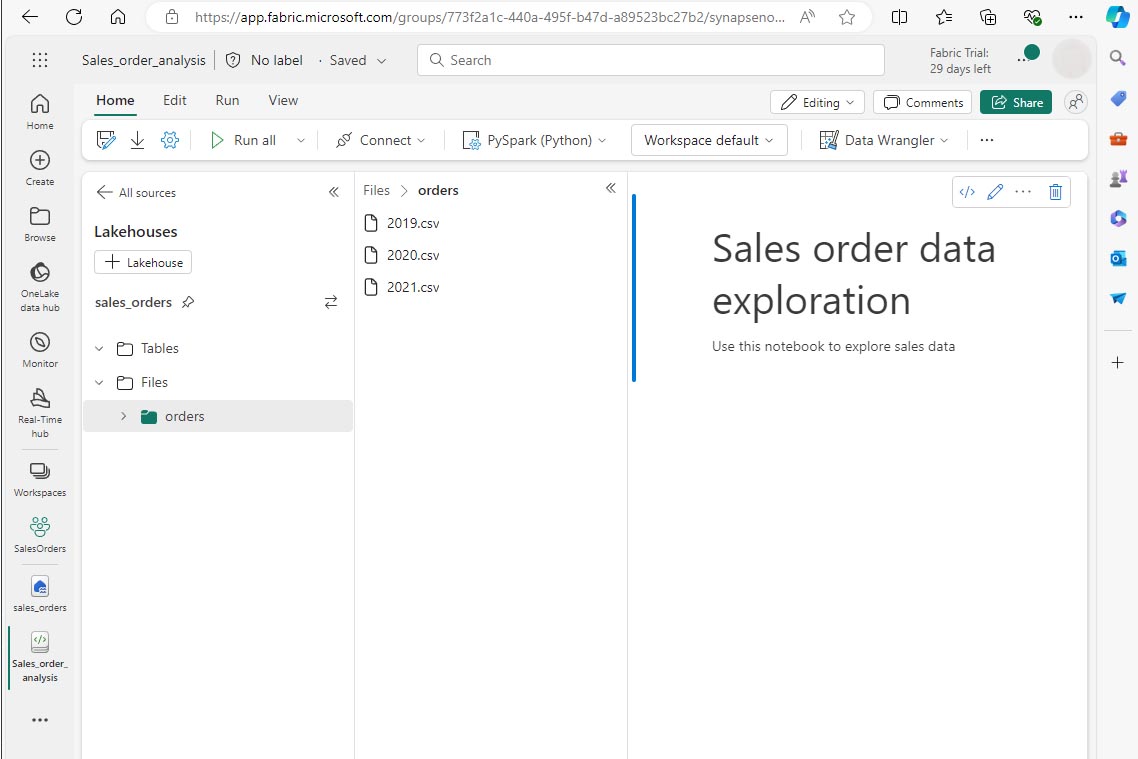 https://app.fabric.microsoft.com/groups/773f2a1c-440a-495f-b47d-a89523bc27b2/synapseno...
Sales_order_analysis
No label
· Saved
Search
Fabric Trial:
29 days left
Home
Edit
Run
View
Editing
Comments
Share
Run all
Connect
PySpark (Python)
Workspace default
Data Wrangler
Home
Create
Browse
OneLake
data hub
Monitor
Real-Time
hub
Workspaces
SalesOrders
sales_orders
Sales_order_
analysis
All sources
Lakehouses
Lakehouse
sales_orders
Tables
Files
orders
Files > orders
2019.csv
2020.csv
2021.csv
Sales order data
exploration
Use this notebook to explore sales data